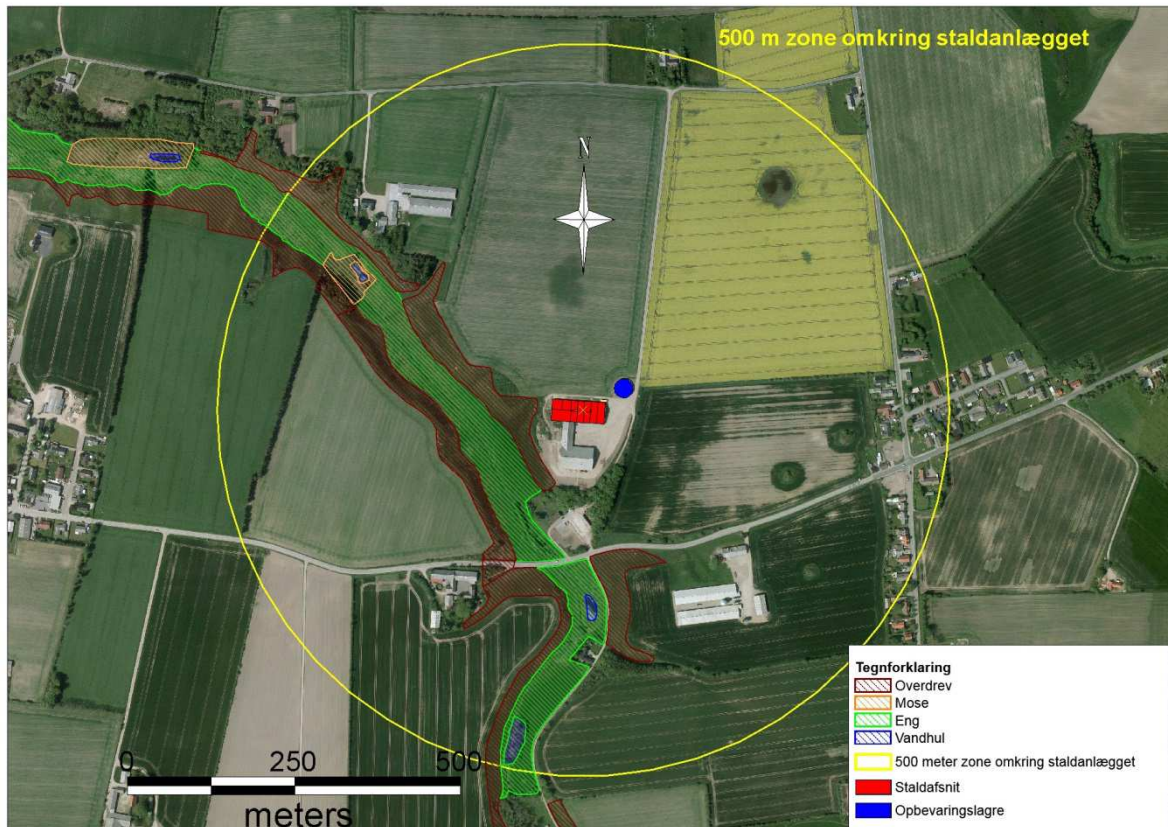 500 m zone omkring staldanlægget
N
0 250 500
meters
Tegnforklaring
Overdrev
Mose
Eng
Vandhul
500 meter zone omkring staldanlægget
Staldafsnit
Opbevaringslagre